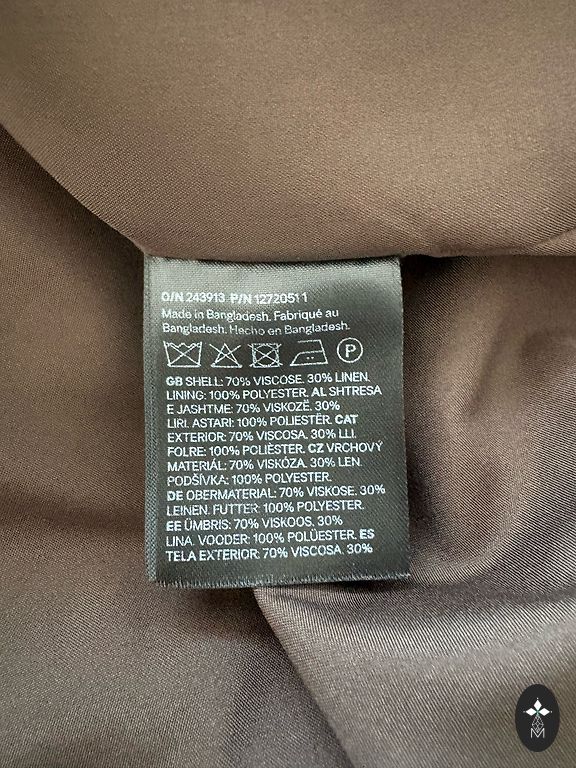 O/N 243913 P/N 1272051 1
Made in Bangladesh. Fabriqué au
Bangladesh. Hecho en Bangladesh.
P
GB SHELL: 70% VISCOSE. 30% LINEN.
LINING: 100% POLYESTER. AL SHTRESA
E JASHTME: 70% VISKOZË. 30%
LIRI. ASTARI: 100% POLIESTËR. CAT
EXTERIOR: 70% VISCOSA. 30% LLI.
FOLRE: 100% POLIÈSTER. CZ VRCHOVÝ
MATERIÁL: 70% VISKÓZA. 30% LEN.
PODŠÍVKA: 100% POLYESTER.
DE OBERMATERIAL: 70% VISKOSE. 30%
LEINEN. FUTTER: 100% POLYESTER.
EE ÜMBRIS: 70% VISKOOS. 30%
LINA. VOODER: 100% POLÜESTER. ES
TELA EXTERIOR: 70% VISCOSA. 30%
M